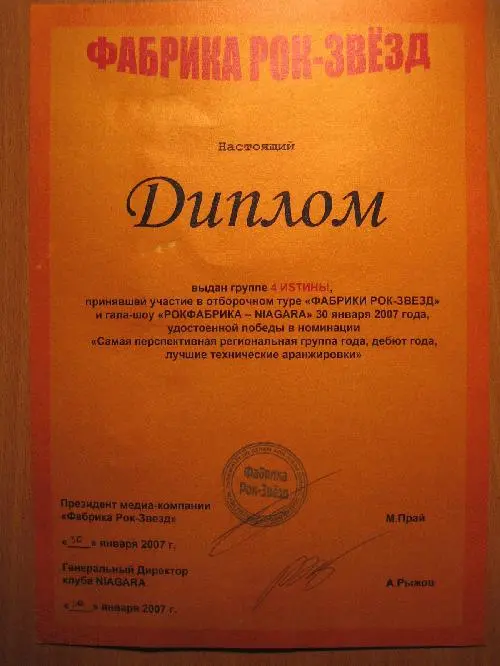 ФАБРИКА РОК-ЗВЁЗД
Настоящий
Диплом
выдан группе 4 ИSТИНЫ,
принявшей участие в отборочном туре «ФАБРИКИ РОК-ЗВЕЗД»
и гала-шоу «РОКФАБРИКА – NIAGARA» 30 января 2007 года,
удостоенной победы в номинации
«Самая перспективная региональная группа года, дебют года,
лучшие технические аранжировки»
Фабрика
Рок-Звёзд
Президент медиа-компании
«Фабрика Рок-Звезд»
М.Прай
«30» января 2007 г.
Генеральный Директор
клуба NIAGARA
А.Рыжов
«30» января 2007 г.